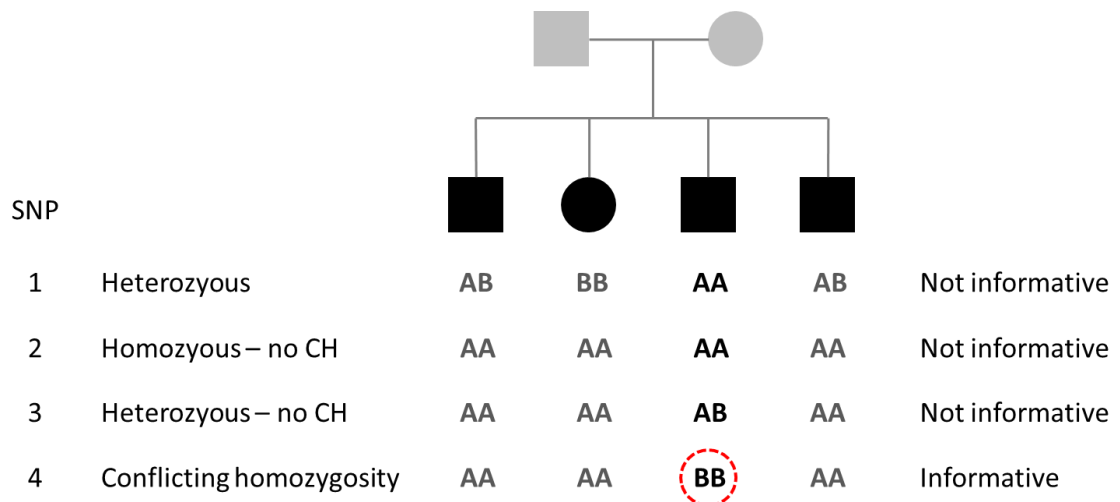 SNP
1 Heterozyous AB BB AA AB Not informative
2 Homozyous – no CH AA AA AA AA Not informative
3 Heterozyous – no CH AA AA AB AA Not informative
4 Conflicting homozygosity AA AA BB AA Informative